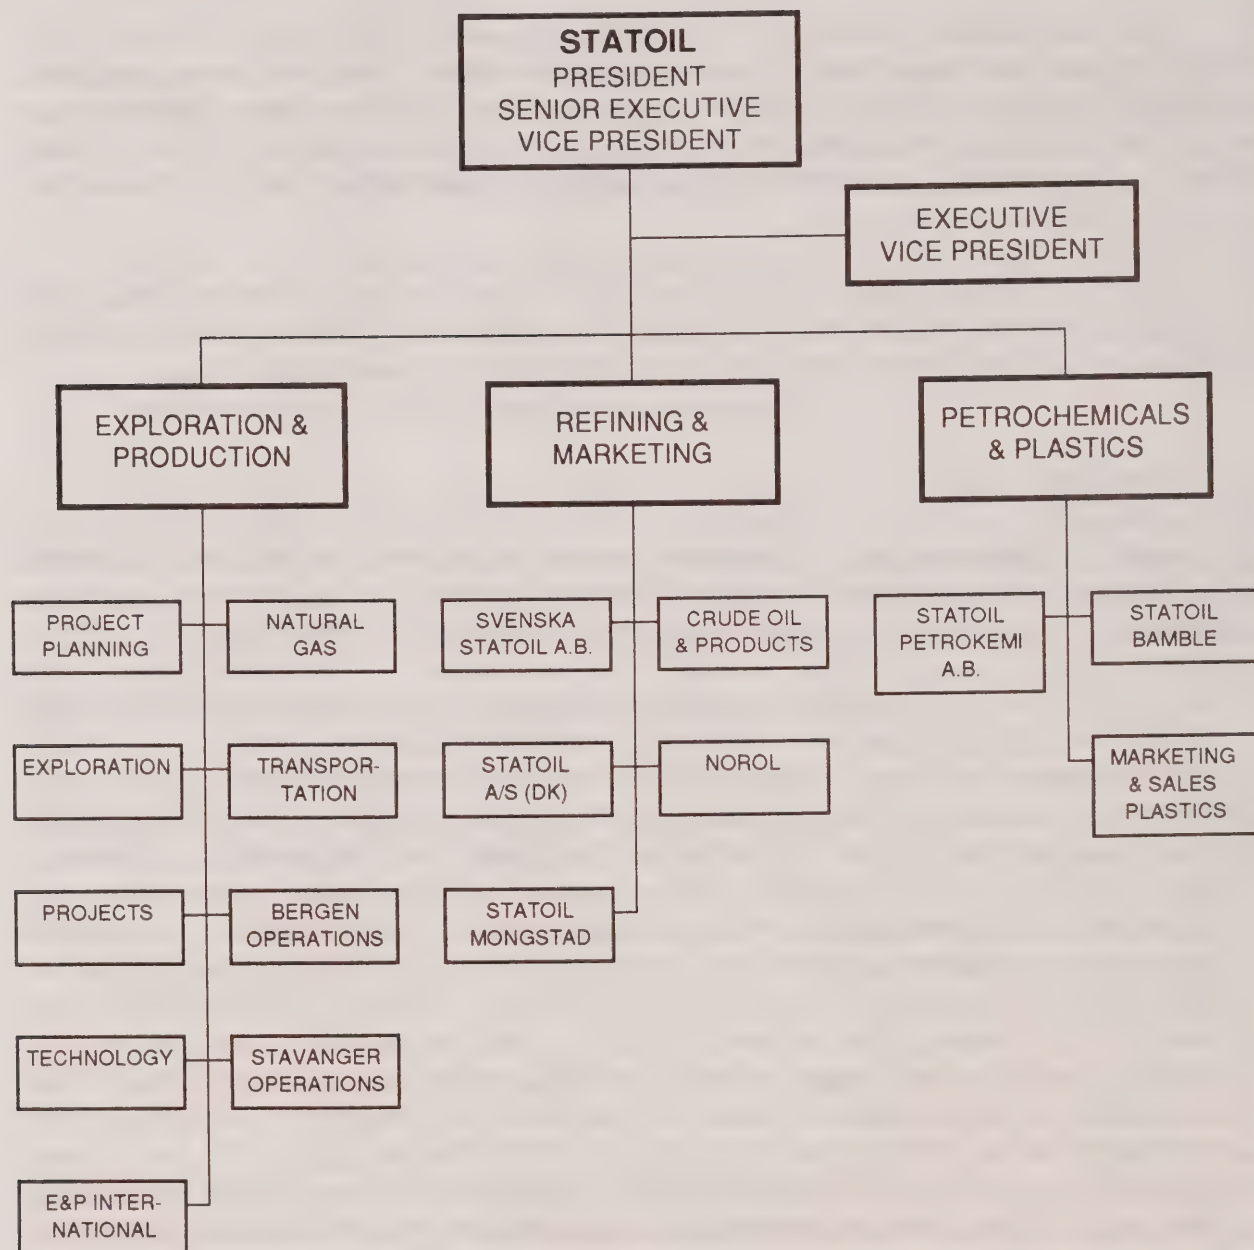 STATOIL
PRESIDENT
SENIOR EXECUTIVE
VICE PRESIDENT
EXECUTIVE
VICE PRESIDENT
EXPLORATION &
PRODUCTION
REFINING &
MARKETING
PETROCHEMICALS
& PLASTICS
PROJECT
PLANNING
NATURAL
GAS
SVENSKA
STATOIL A.B.
CRUDE OIL
& PRODUCTS
STATOIL
PETROKEMI
A.B.
STATOIL
BAMBLE
EXPLORATION
TRANSPOR-
TATION
STATOIL
A/S (DK)
NOROL
MARKETING
& SALES
PLASTICS
PROJECTS
BERGEN
OPERATIONS
STATOIL
MONGSTAD
TECHNOLOGY
STAVANGER
OPERATIONS
E&P INTER-
NATIONAL